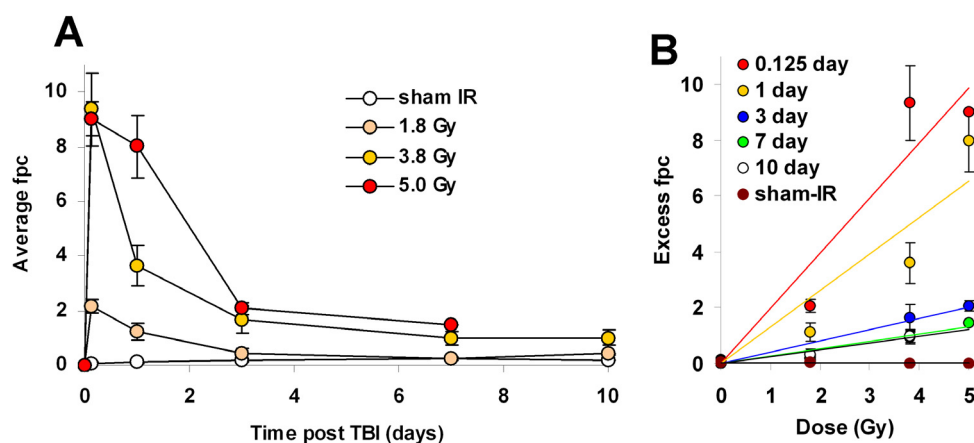 A
10
8
6
4
2
0
Average fpc
0 2 4 6 8 10
Time post TBI (days)
sham IR
1.8 Gy
3.8 Gy
5.0 Gy
B
10
8
6
4
2
0
Excess fpc
0 1 2 3 4 5
Dose (Gy)
0.125 day
1 day
3 day
7 day
10 day
sham-IR